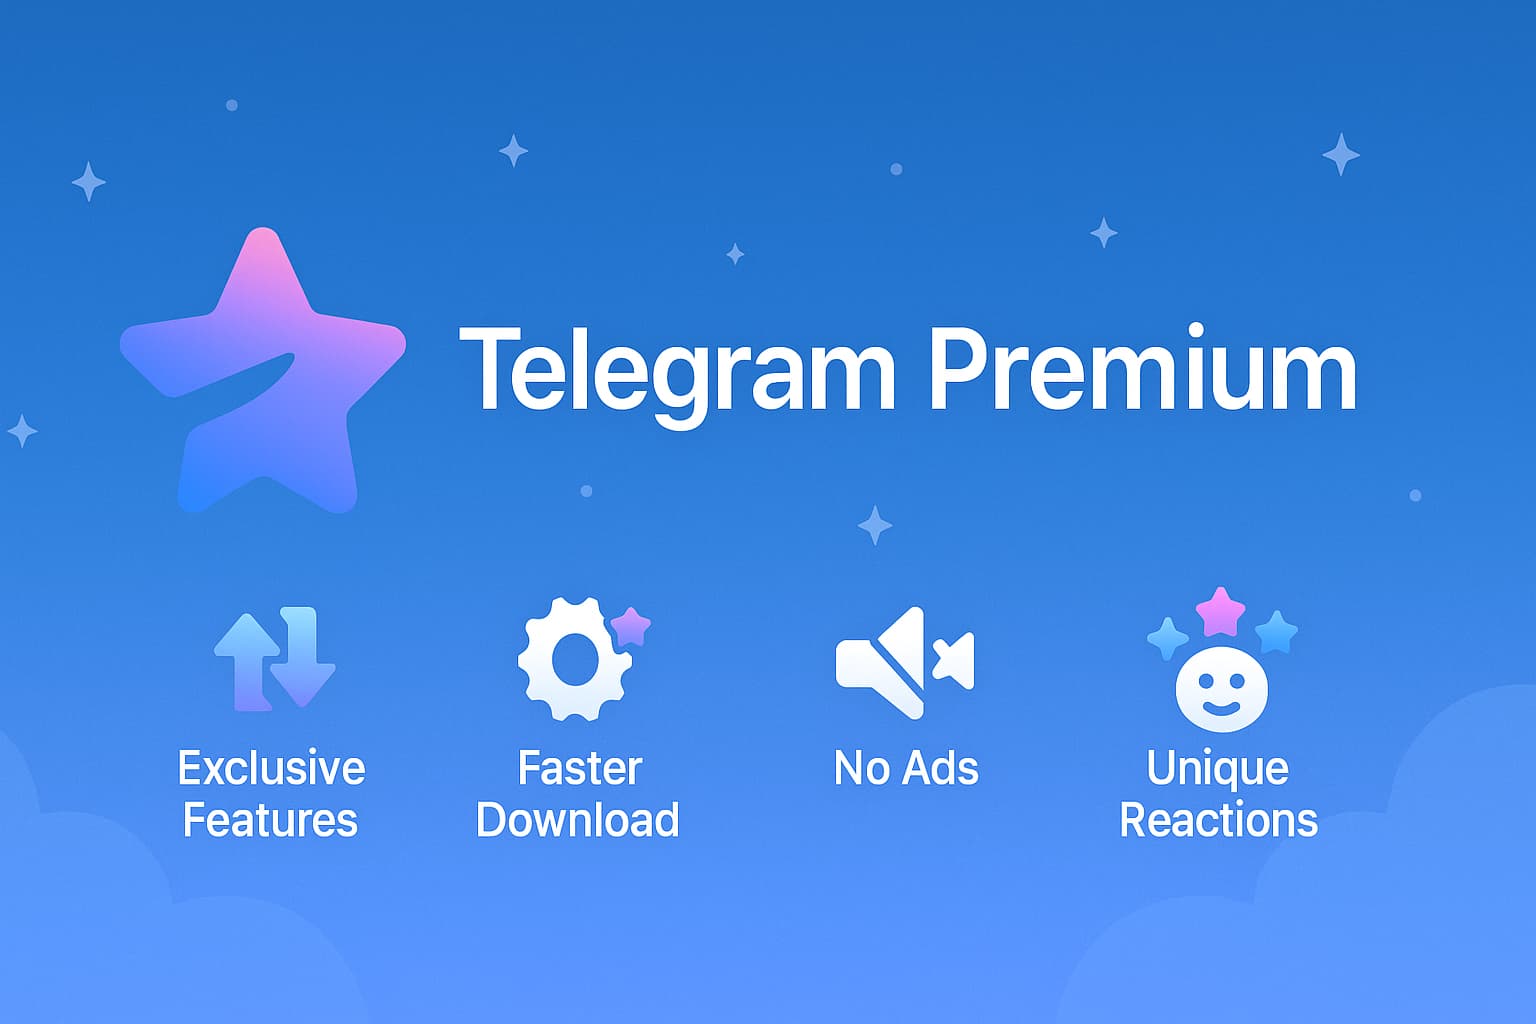 Telegram Premium
Exclusive
Features
Faster
Download
No Ads
Unique
Reactions